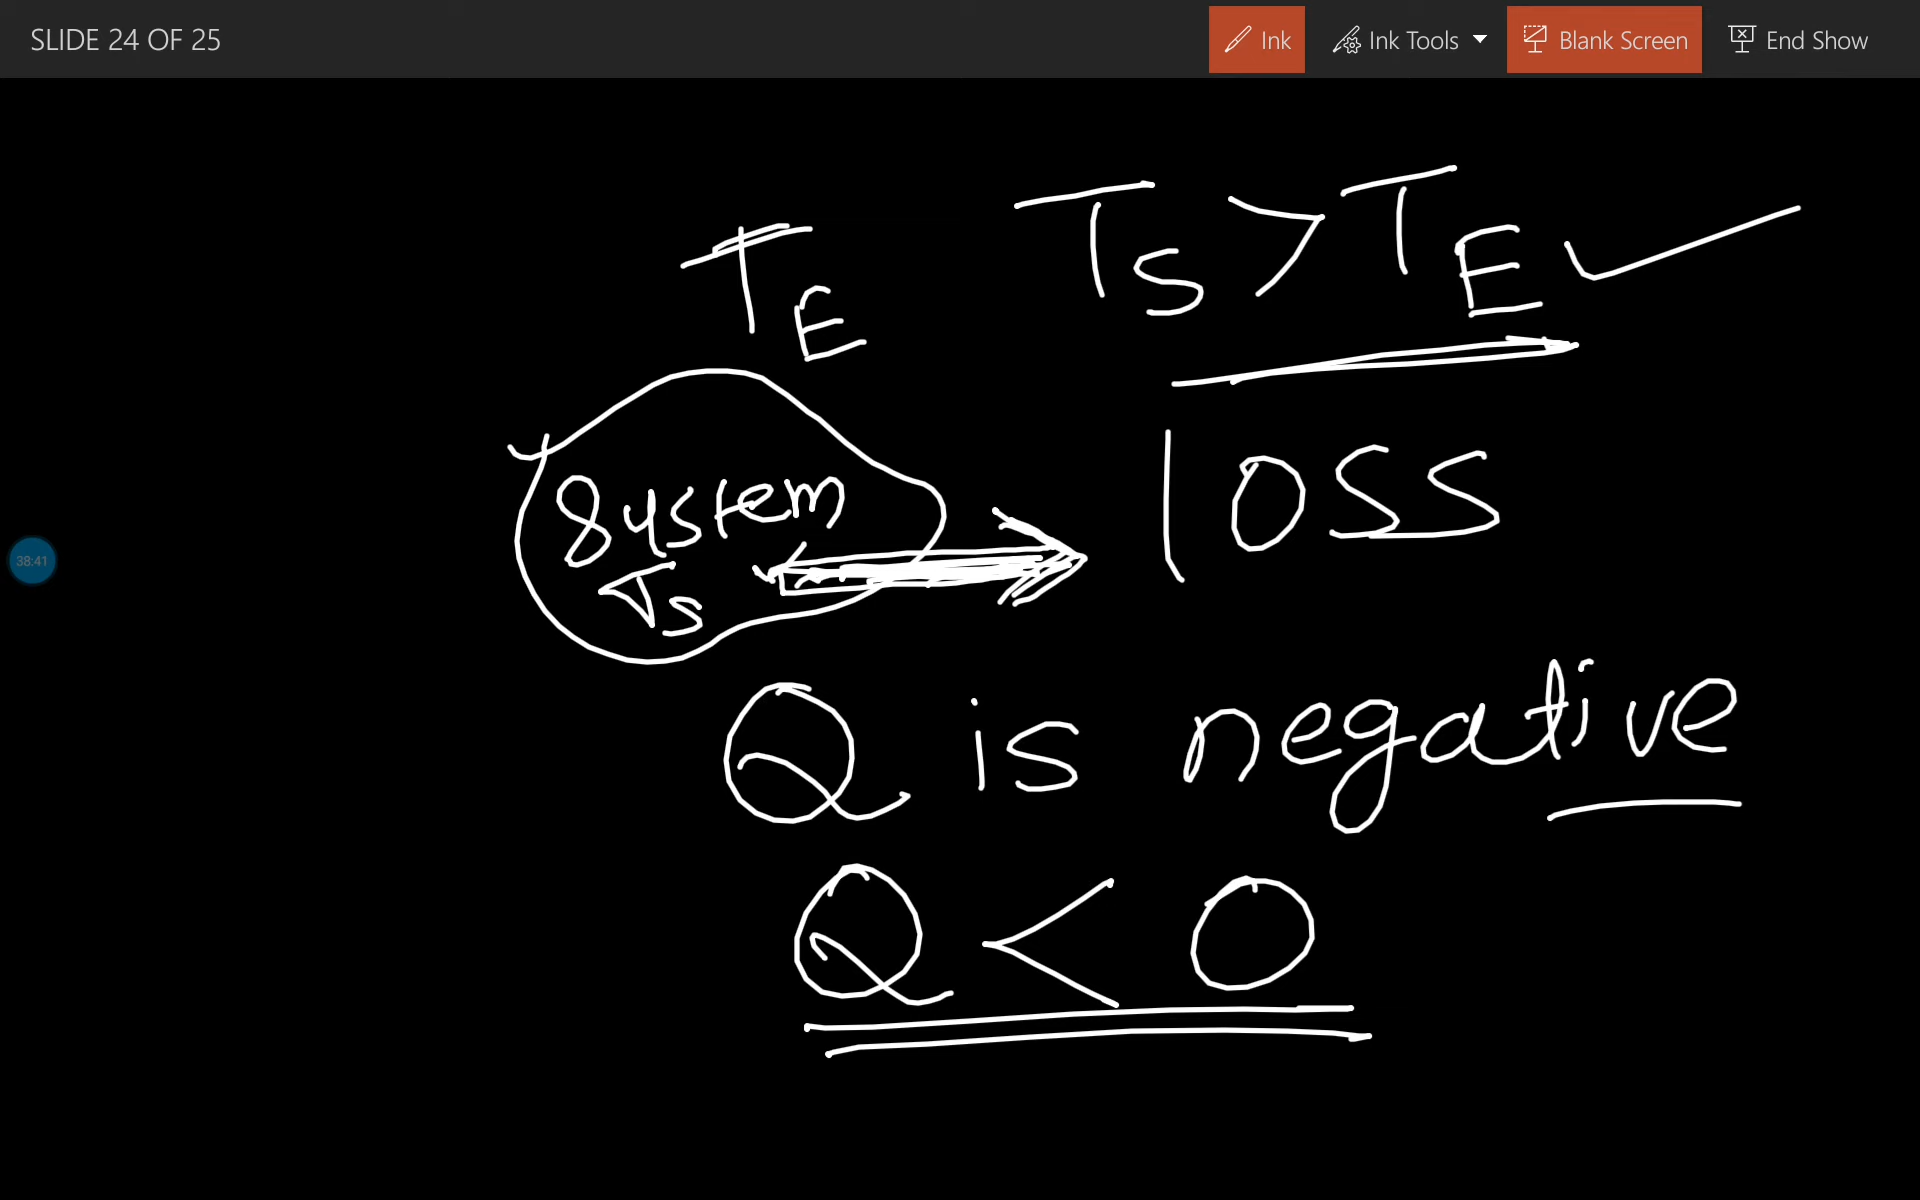 SLIDE 24 OF 25
Ink
Ink Tools
Blank Screen
End Show
TE
TS > TE
System
TS
loss
38:41
Q is negative
Q < 0